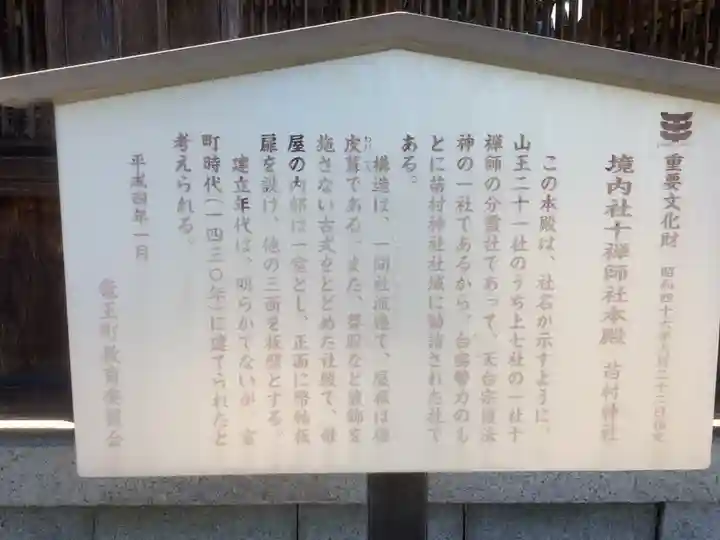 重要文化財 昭和四十六年六月二十二日指定
境内社十禅師社本殿 苗村神社
この本殿は、社名が示すように、
山王二十一社のうち上七社の一社十
禅師の分霊社であって、天台宗護法
神の一社であるから、台密勢力のも
とに苗村神社社域に勧請された社で
ある。
構造は、一間社流造で、屋根は檜
皮葺である。また、蟇股など装飾を
施さない古式をとどめた社殿で、母
屋の内部は一室とし、正面に幣軸板
扉を設け、他の三面を板壁とする。
建立年代は、明らかでないが、室
町時代(一四三〇年)に建てられたと
考えられる。
平成四年一月
竜王町教育委員会